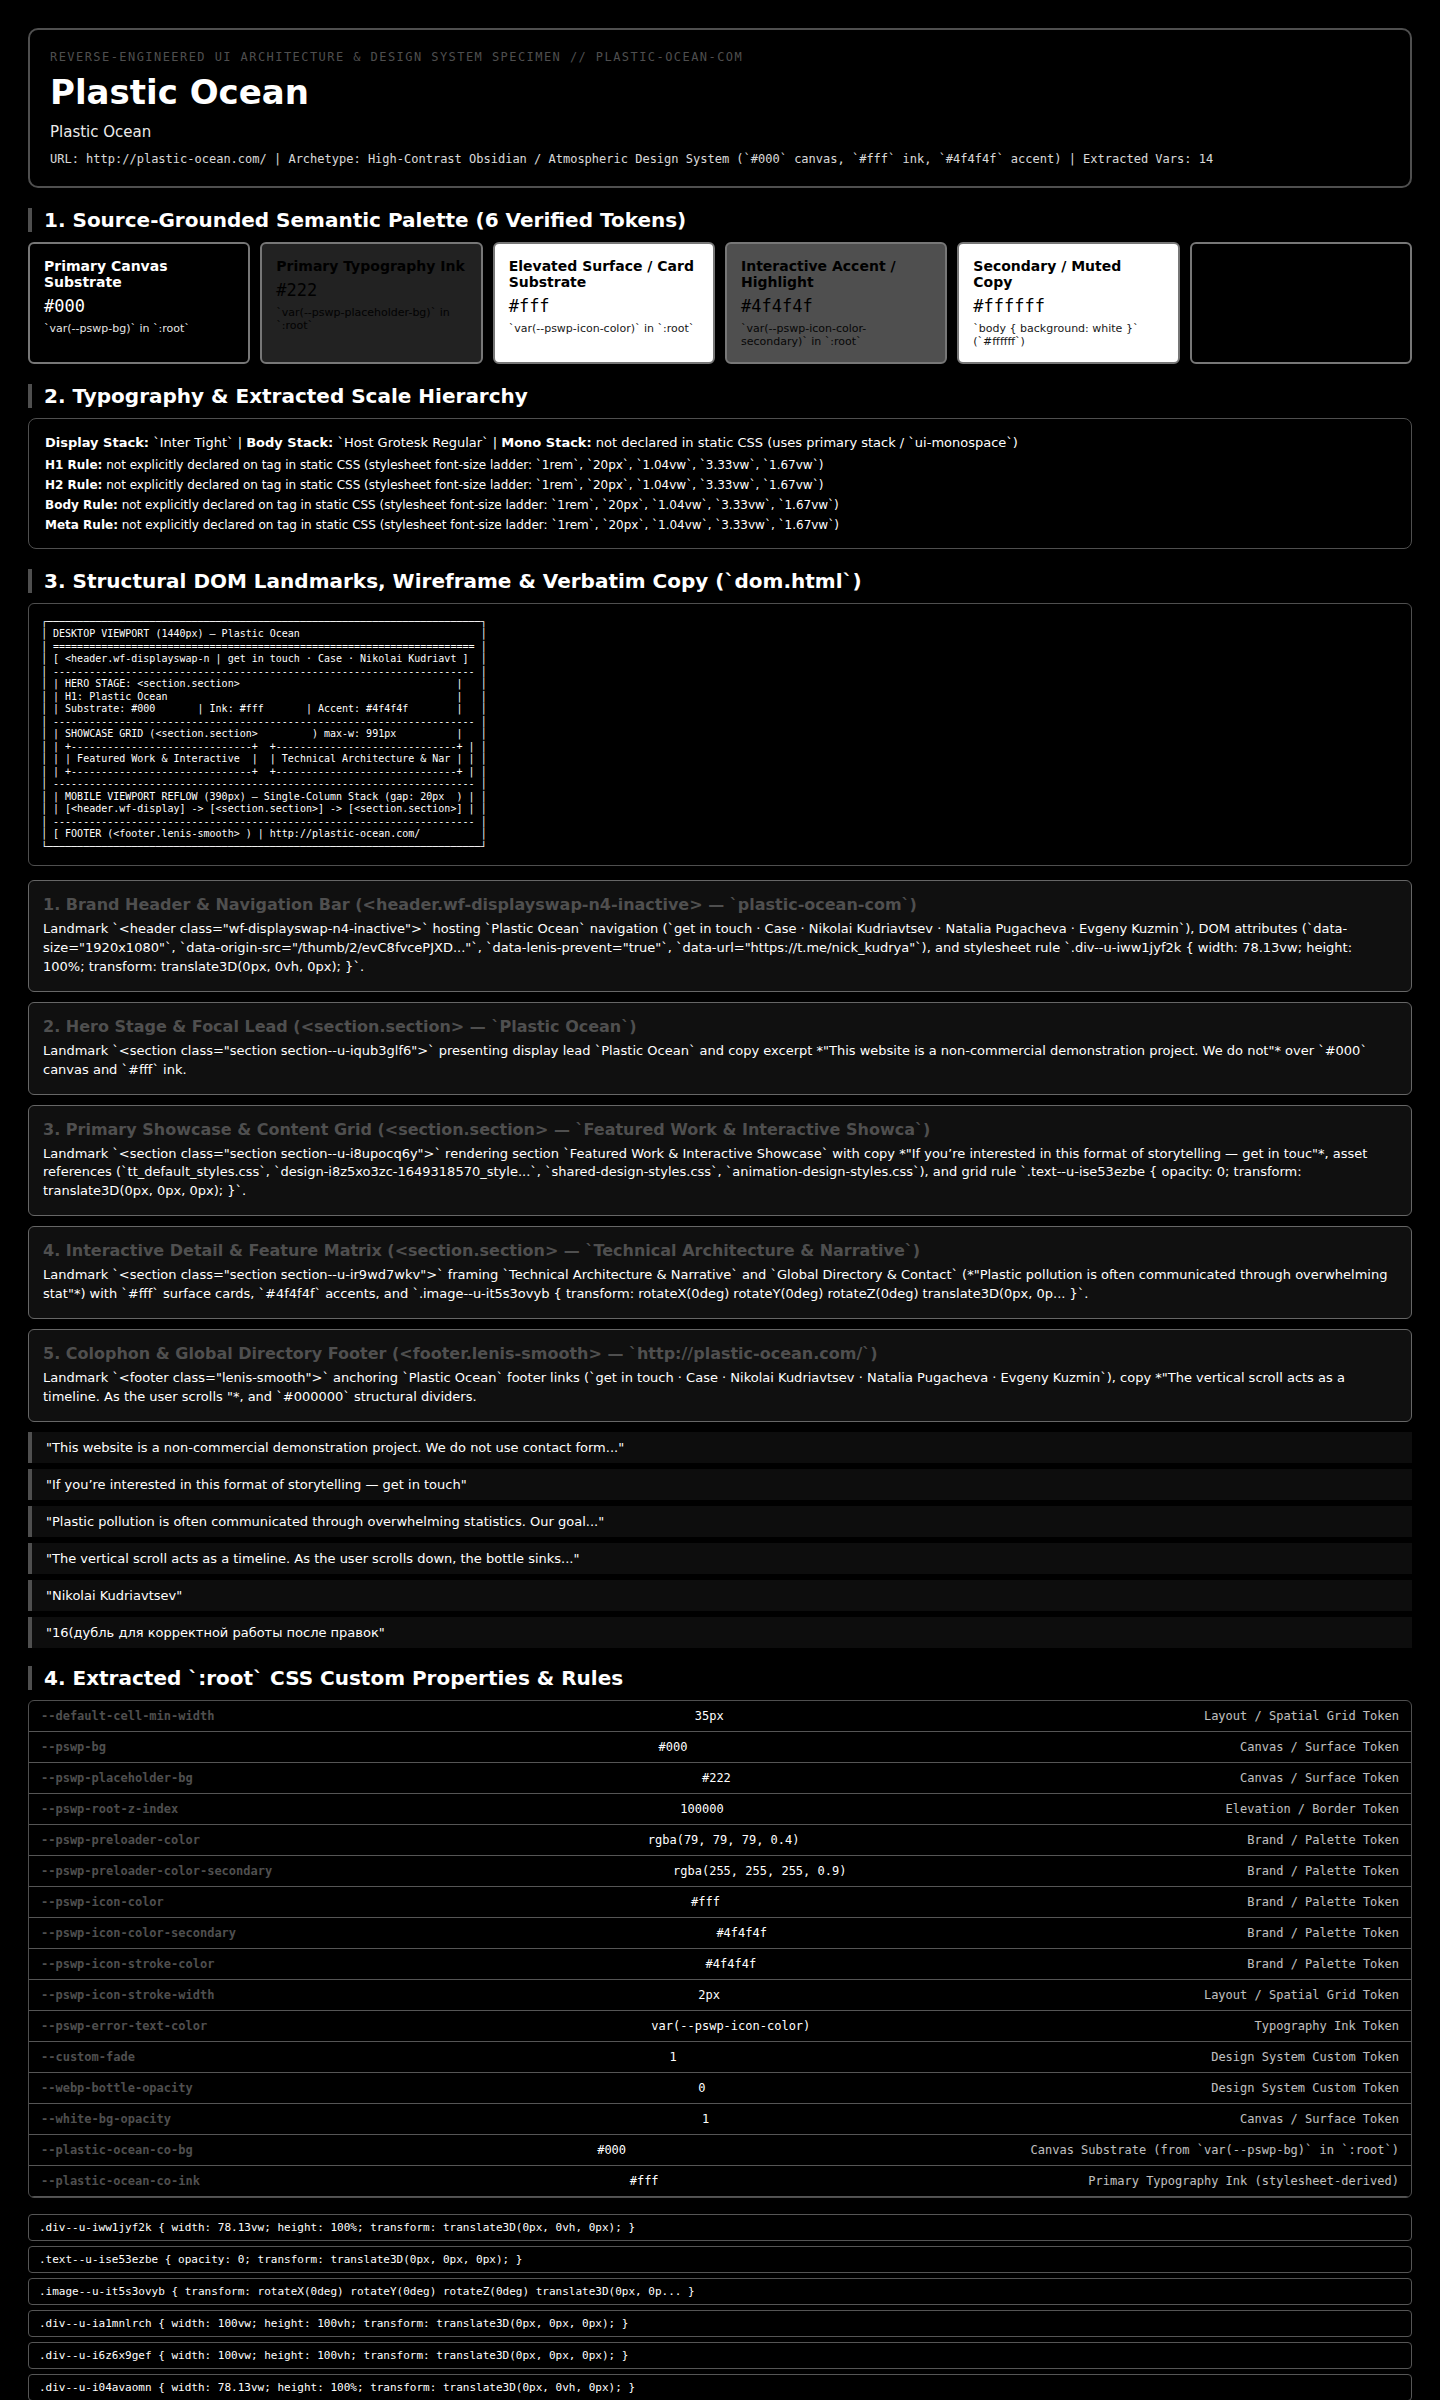 REVERSE-ENGINEERED UI ARCHITECTURE & DESIGN SYSTEM SPECIMEN // PLASTIC-OCEAN-COM
Plastic Ocean
Plastic Ocean
URL: http://plastic-ocean.com/ | Archetype: High-Contrast Obsidian / Atmospheric Design System (`#000` canvas, `#fff` ink, `#4f4f4f` accent) | Extracted Vars: 14
1. Source-Grounded Semantic Palette (6 Verified Tokens)
Primary Canvas
Substrate
#000
`var(--pswp-bg)` in `:root`
Primary Typography Ink
#222
`var(--pswp-placeholder-bg)` in
`:root`
Elevated Surface / Card
Substrate
#fff
`var(--pswp-icon-color)` in `:root`
Interactive Accent /
Highlight
#4f4f4f
`var(--pswp-icon-color-
secondary)` in `:root`
Secondary / Muted
Copy
#ffffff
`body { background: white }`
(`#ffffff`)
2. Typography & Extracted Scale Hierarchy
Display Stack: `Inter Tight` | Body Stack: `Host Grotesk Regular` | Mono Stack: not declared in static CSS (uses primary stack / `ui-monospace`)
H1 Rule: not explicitly declared on tag in static CSS (stylesheet font-size ladder: `1rem`, `20px`, `1.04vw`, `3.33vw`, `1.67vw`)
H2 Rule: not explicitly declared on tag in static CSS (stylesheet font-size ladder: `1rem`, `20px`, `1.04vw`, `3.33vw`, `1.67vw`)
Body Rule: not explicitly declared on tag in static CSS (stylesheet font-size ladder: `1rem`, `20px`, `1.04vw`, `3.33vw`, `1.67vw`)
Meta Rule: not explicitly declared on tag in static CSS (stylesheet font-size ladder: `1rem`, `20px`, `1.04vw`, `3.33vw`, `1.67vw`)
3. Structural DOM Landmarks, Wireframe & Verbatim Copy (`dom.html`)
DESKTOP VIEWPORT (1440px) — Plastic Ocean
======================================================================
[ <header.wf-displayswap-n | get in touch · Case · Nikolai Kudriavt ]
----------------------------------------------------------------------
| HERO STAGE: <section.section> |
| H1: Plastic Ocean |
| Substrate: #000 | Ink: #fff | Accent: #4f4f4f |
----------------------------------------------------------------------
| SHOWCASE GRID (<section.section> ) max-w: 991px |
| +------------------------------+ +------------------------------+ |
| | Featured Work & Interactive | | Technical Architecture & Nar | |
| +------------------------------+ +------------------------------+ |
----------------------------------------------------------------------
| MOBILE VIEWPORT REFLOW (390px) — Single-Column Stack (gap: 20px ) |
| [<header.wf-display] -> [<section.section>] -> [<section.section>] |
----------------------------------------------------------------------
[ FOOTER (<footer.lenis-smooth> ) | http://plastic-ocean.com/
1. Brand Header & Navigation Bar (<header.wf-displayswap-n4-inactive> — `plastic-ocean-com`)
Landmark `<header class="wf-displayswap-n4-inactive">` hosting `Plastic Ocean` navigation (`get in touch · Case · Nikolai Kudriavtsev · Natalia Pugacheva · Evgeny Kuzmin`), DOM attributes (`data-
size="1920x1080"`, `data-origin-src="/thumb/2/evC8fvcePJXD..."`, `data-lenis-prevent="true"`, `data-url="https://t.me/nick_kudrya"`), and stylesheet rule `.div--u-iww1jyf2k { width: 78.13vw; height:
100%; transform: translate3D(0px, 0vh, 0px); }`.
2. Hero Stage & Focal Lead (<section.section> — `Plastic Ocean`)
Landmark `<section class="section section--u-iqub3glf6">` presenting display lead `Plastic Ocean` and copy excerpt *"This website is a non-commercial demonstration project. We do not"* over `#000`
canvas and `#fff` ink.
3. Primary Showcase & Content Grid (<section.section> — `Featured Work & Interactive Showca`)
Landmark `<section class="section section--u-i8upocq6y">` rendering section `Featured Work & Interactive Showcase` with copy *"If you’re interested in this format of storytelling — get in touc"*, asset
references (`tt_default_styles.css`, `design-i8z5xo3zc-1649318570_style...`, `shared-design-styles.css`, `animation-design-styles.css`), and grid rule `.text--u-ise53ezbe { opacity: 0; transform:
translate3D(0px, 0px, 0px); }`.
4. Interactive Detail & Feature Matrix (<section.section> — `Technical Architecture & Narrative`)
Landmark `<section class="section section--u-ir9wd7wkv">` framing `Technical Architecture & Narrative` and `Global Directory & Contact` (*"Plastic pollution is often communicated through overwhelming
stat"*) with `#fff` surface cards, `#4f4f4f` accents, and `.image--u-it5s3ovyb { transform: rotateX(0deg) rotateY(0deg) rotateZ(0deg) translate3D(0px, 0p... }`.
5. Colophon & Global Directory Footer (<footer.lenis-smooth> — `http://plastic-ocean.com/`)
Landmark `<footer class="lenis-smooth">` anchoring `Plastic Ocean` footer links (`get in touch · Case · Nikolai Kudriavtsev · Natalia Pugacheva · Evgeny Kuzmin`), copy *"The vertical scroll acts as a
timeline. As the user scrolls "*, and `#000000` structural dividers.
"This website is a non-commercial demonstration project. We do not use contact form..."
"If you’re interested in this format of storytelling — get in touch"
"Plastic pollution is often communicated through overwhelming statistics. Our goal..."
"The vertical scroll acts as a timeline. As the user scrolls down, the bottle sinks..."
"Nikolai Kudriavtsev"
"16(дубль для корректной работы после правок"
4. Extracted `:root` CSS Custom Properties & Rules
--default-cell-min-width 35px Layout / Spatial Grid Token
--pswp-bg #000 Canvas / Surface Token
--pswp-placeholder-bg #222 Canvas / Surface Token
--pswp-root-z-index 100000 Elevation / Border Token
--pswp-preloader-color rgba(79, 79, 79, 0.4) Brand / Palette Token
--pswp-preloader-color-secondary rgba(255, 255, 255, 0.9) Brand / Palette Token
--pswp-icon-color #fff Brand / Palette Token
--pswp-icon-color-secondary #4f4f4f Brand / Palette Token
--pswp-icon-stroke-color #4f4f4f Brand / Palette Token
--pswp-icon-stroke-width 2px Layout / Spatial Grid Token
--pswp-error-text-color var(--pswp-icon-color) Typography Ink Token
--custom-fade 1 Design System Custom Token
--webp-bottle-opacity 0 Design System Custom Token
--white-bg-opacity 1 Canvas / Surface Token
--plastic-ocean-co-bg #000 Canvas Substrate (from `var(--pswp-bg)` in `:root`)
--plastic-ocean-co-ink #fff Primary Typography Ink (stylesheet-derived)
.div--u-iww1jyf2k { width: 78.13vw; height: 100%; transform: translate3D(0px, 0vh, 0px); }
.text--u-ise53ezbe { opacity: 0; transform: translate3D(0px, 0px, 0px); }
.image--u-it5s3ovyb { transform: rotateX(0deg) rotateY(0deg) rotateZ(0deg) translate3D(0px, 0p... }
.div--u-ia1mnlrch { width: 100vw; height: 100vh; transform: translate3D(0px, 0px, 0px); }
.div--u-i6z6x9gef { width: 100vw; height: 100vh; transform: translate3D(0px, 0px, 0px); }
.div--u-i04avaomn { width: 78.13vw; height: 100%; transform: translate3D(0px, 0vh, 0px); }